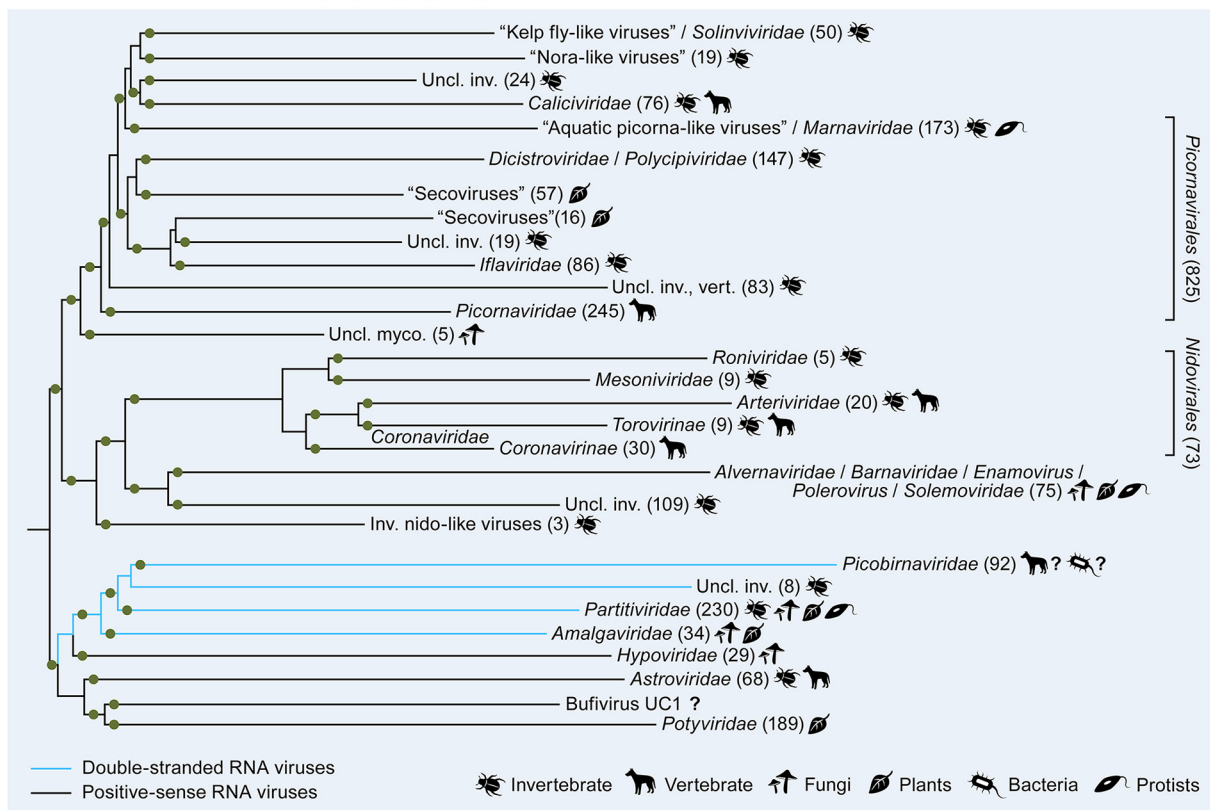 “Kelp fly-like viruses” / Solinviviridae (50)
“Nora-like viruses” (19)
Uncl. inv. (24)
Caliciviridae (76)
“Aquatic picorna-like viruses” / Marnaviridae (173)
Dicistroviridae / Polycipiviridae (147)
“Secoviruses” (57)
“Secoviruses”(16)
Uncl. inv. (19)
Iflaviridae (86)
Uncl. inv., vert. (83)
Picornaviridae (245)
Uncl. myco. (5)
Picornavirales (825)
Roniviridae (5)
Mesoniviridae (9)
Arteriviridae (20)
Torovirinae (9)
Coronaviridae
Coronavirinae (30)
Nidovirales (73)
Alvernaviridae / Barnaviridae / Enamovirus /
Polerovirus / Solemoviridae (75)
Uncl. inv. (109)
Inv. nido-like viruses (3)
Picobirnaviridae (92) ? ?
Uncl. inv. (8)
Partitiviridae (230)
Amalgaviridae (34)
Hypoviridae (29)
Astroviridae (68)
Bufivirus UC1 ?
Potyviridae (189)
Double-stranded RNA viruses
Positive-sense RNA viruses
Invertebrate Vertebrate Fungi Plants Bacteria Protists